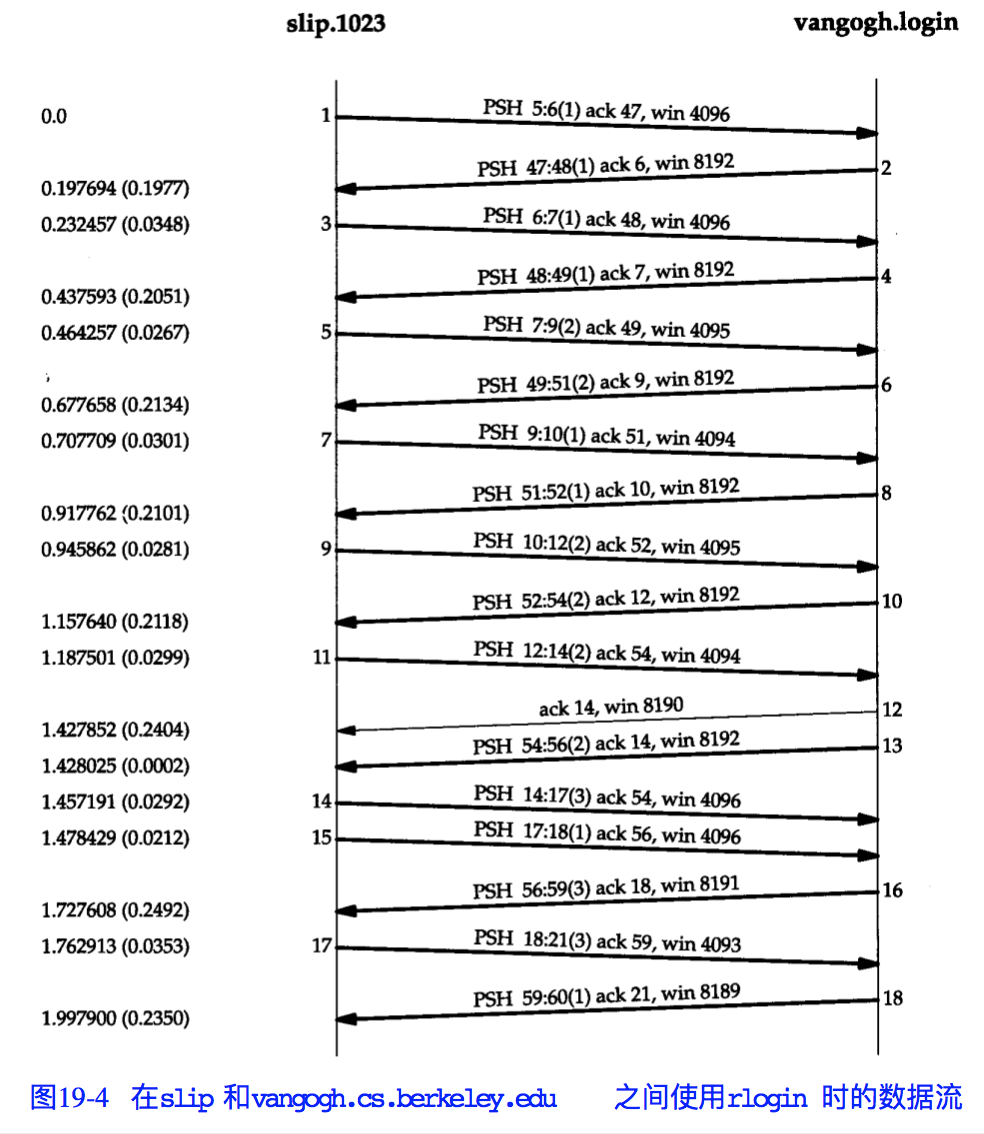 slip.1023 vangogh.login
0.0 1 PSH 5:6(1) ack 47, win 4096
PSH 47:48(1) ack 6, win 8192 2
0.197694 (0.1977)
0.232457 (0.0348) 3 PSH 6:7(1) ack 48, win 4096
PSH 48:49(1) ack 7, win 8192 4
0.437593 (0.2051)
0.464257 (0.0267) 5 PSH 7:9(2) ack 49, win 4095
PSH 49:51(2) ack 9, win 8192 6
0.677658 (0.2134)
0.707709 (0.0301) 7 PSH 9:10(1) ack 51, win 4094
PSH 51:52(1) ack 10, win 8192 8
0.917762 (0.2101)
0.945862 (0.0281) 9 PSH 10:12(2) ack 52, win 4095
PSH 52:54(2) ack 12, win 8192 10
1.157640 (0.2118)
1.187501 (0.0299) 11 PSH 12:14(2) ack 54, win 4094
ack 14, win 8190 12
1.427852 (0.2404)
PSH 54:56(2) ack 14, win 8192 13
1.428025 (0.0002)
1.457191 (0.0292) 14 PSH 14:17(3) ack 54, win 4096
1.478429 (0.0212) 15 PSH 17:18(1) ack 56, win 4096
PSH 56:59(3) ack 18, win 8191 16
1.727608 (0.2492)
1.762913 (0.0353) 17 PSH 18:21(3) ack 59, win 4093
PSH 59:60(1) ack 21, win 8189 18
1.997900 (0.2350)
图19-4 在slip 和vangogh.cs.berkeley.edu 之间使用rlogin 时的数据流